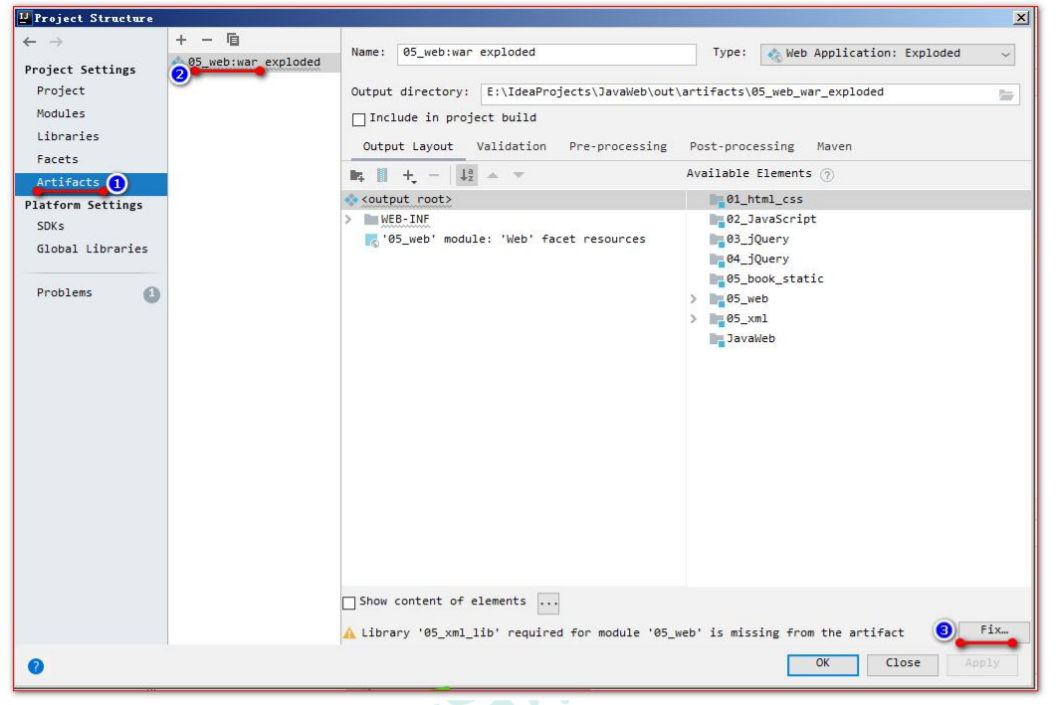 Project Structure
Project Settings
Project
Modules
Libraries
Facets
Artifacts 1
Platform Settings
SDKs
Global Libraries
Problems 1
05_web:war exploded
2
Name: 05_web:war exploded Type: Web Application: Exploded
Output directory: E:\IdeaProjects\JavaWeb\out\artifacts\05_web_war_exploded
Include in project build
Output Layout Validation Pre-processing Post-processing Maven
Available Elements ?
<output root>
WEB-INF
'05_web' module: 'Web' facet resources
01_html_css
02_JavaScript
03_jQuery
04_jQuery
05_book_static
05_web
05_xml
JavaWeb
Show content of elements ...
Library '05_xml_lib' required for module '05_web' is missing from the artifact 3 Fix…
? OK Close Apply